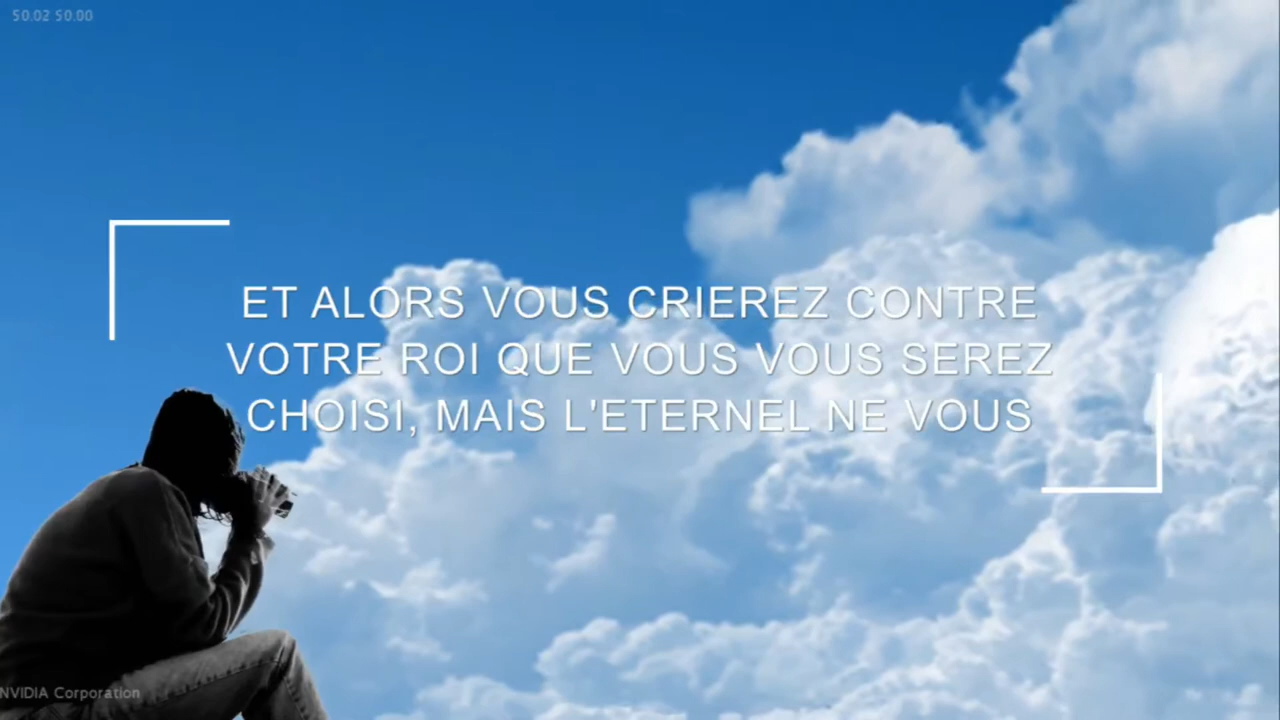 50.02 50.00
ET ALORS VOUS CRIEREZ CONTRE
VOTRE ROI QUE VOUS VOUS SEREZ
CHOISI, MAIS L'ETERNEL NE VOUS
NVIDIA Corporation